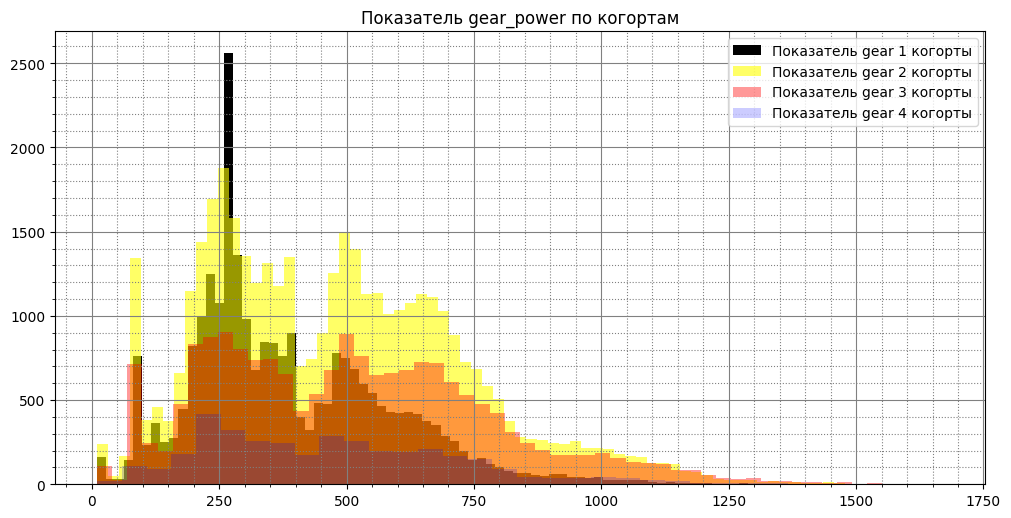 Показатель gear_power по когортам
Показатель gear 1 когорты
Показатель gear 2 когорты
Показатель gear 3 когорты
Показатель gear 4 когорты
2500
2000
1500
1000
500
0
0 250 500 750 1000 1250 1500 1750